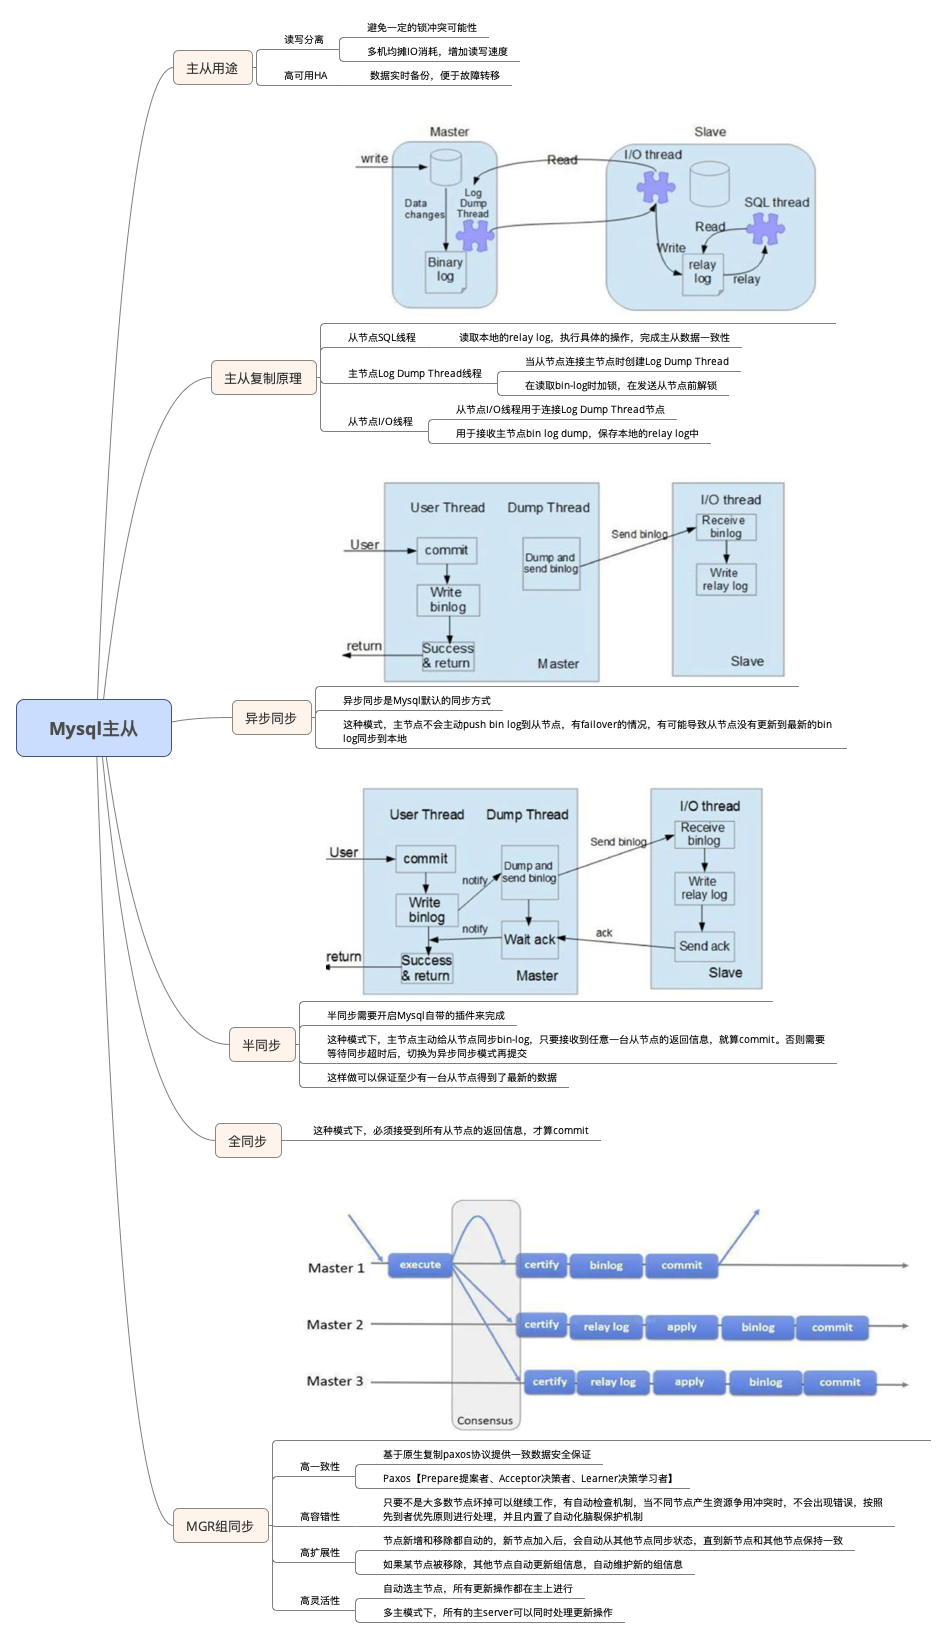 避免一定的锁冲突可能性
读写分离
多机均摊IO消耗，增加读写速度
主从用途
高可用HA
数据实时备份，便于故障转移
Master
Slave
write
Read
I/O thread
Log
Dump
Thread
Data
changes
SQL thread
Read
Write
Binary
log
relay
log
relay
从节点SQL线程
读取本地的relay log，执行具体的操作，完成主从数据一致性
当从节点连接主节点时创建Log Dump Thread
主节点Log Dump Thread线程
主从复制原理
在读取bin-log时加锁，在发送从节点前解锁
从节点I/O线程用于连接Log Dump Thread节点
从节点I/O线程
用于接收主节点bin log dump，保存本地的relay log中
User Thread
Dump Thread
I/O thread
Receive
binlog
Send binlog
User
commit
Dump and
send binlog
Write
relay log
Write
binlog
return
Success
& return
Master
Slave
异步同步是Mysql默认的同步方式
异步同步
这种模式，主节点不会主动push bin log到从节点，有failover的情况，有可能导致从节点没有更新到最新的bin
log同步到本地
Mysql主从
User Thread
Dump Thread
I/O thread
Receive
binlog
Send binlog
User
commit
notify
Dump and
send binlog
Write
relay log
Write
binlog
notify
Wait ack
ack
Send ack
return
Success
& return
Master
Slave
半同步需要开启Mysql自带的插件来完成
半同步
这种模式下，主节点主动给从节点同步bin-log，只要接收到任意一台从节点的返回信息，就算commit。否则需要
等待同步超时后，切换为异步同步模式再提交
这样做可以保证至少有一台从节点得到了最新的数据
全同步
这种模式下，必须接受到所有从节点的返回信息，才算commit
Master 1
execute
certify
binlog
commit
Master 2
certify
relay log
apply
binlog
commit
Master 3
certify
relay log
apply
binlog
commit
Consensus
基于原生复制paxos协议提供一致数据安全保证
高一致性
Paxos【Prepare提案者、Acceptor决策者、Learner决策学习者】
高容错性
只要不是大多数节点坏掉可以继续工作，有自动检查机制，当不同节点产生资源争用冲突时，不会出现错误，按照
先到者优先原则进行处理，并且内置了自动化脑裂保护机制
MGR组同步
节点新增和移除都自动的，新节点加入后，会自动从其他节点同步状态，直到新节点和其他节点保持一致
高扩展性
如果某节点被移除，其他节点自动更新组信息，自动维护新的组信息
自动选主节点，所有更新操作都在主上进行
高灵活性
多主模式下，所有的主server可以同时处理更新操作